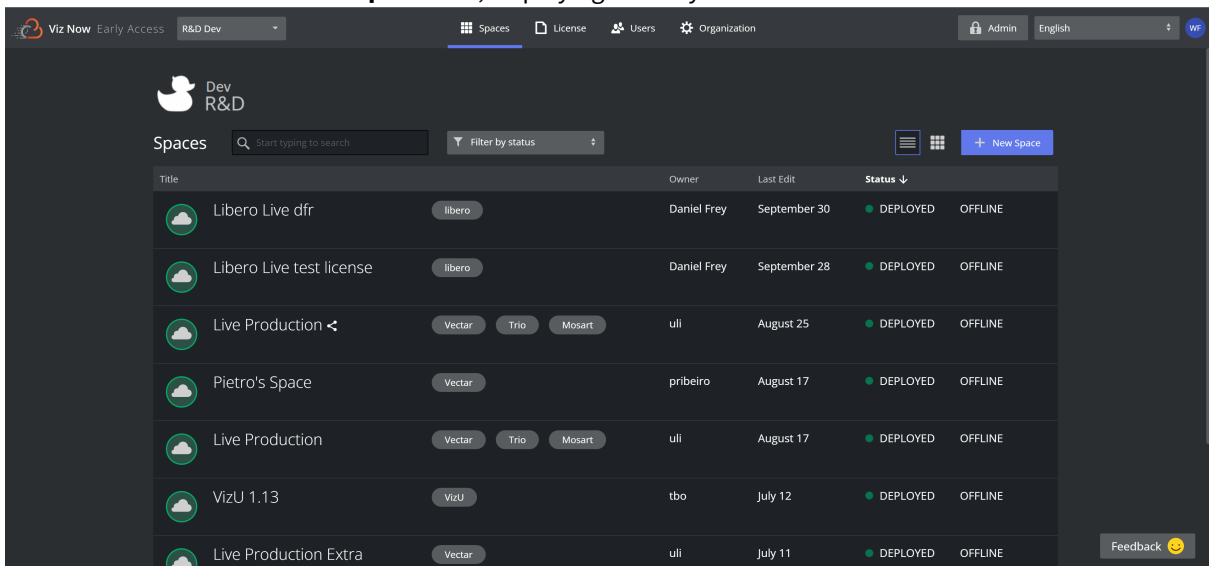 Viz Now Early Access R&D Dev Spaces License Users Organization Admin English WF
Dev
R&D
Spaces Start typing to search Filter by status + New Space
Title Owner Last Edit Status ↓
Libero Live dfr libero Daniel Frey September 30 DEPLOYED OFFLINE
Libero Live test license libero Daniel Frey September 28 DEPLOYED OFFLINE
Live Production Vectar Trio Mosart uli August 25 DEPLOYED OFFLINE
Pietro's Space Vectar pribeiro August 17 DEPLOYED OFFLINE
Live Production Vectar Trio Mosart uli August 17 DEPLOYED OFFLINE
VizU 1.13 VizU tbo July 12 DEPLOYED OFFLINE
Live Production Extra Vectar uli July 11 DEPLOYED OFFLINE
Feedback